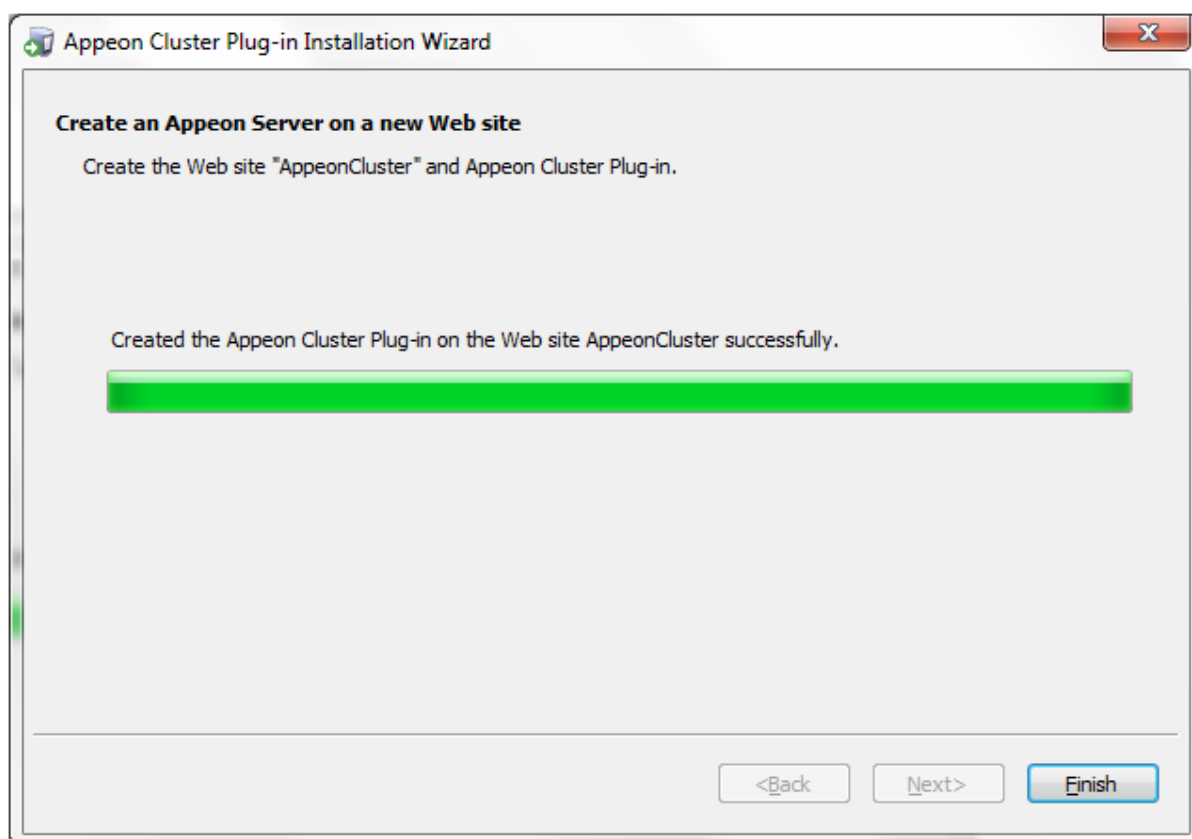 Appeon Cluster Plug-in Installation Wizard
Create an Appeon Server on a new Web site
Create the Web site "AppeonCluster" and Appeon Cluster Plug-in.
Created the Appeon Cluster Plug-in on the Web site AppeonCluster successfully.
<Back
Next>
Finish